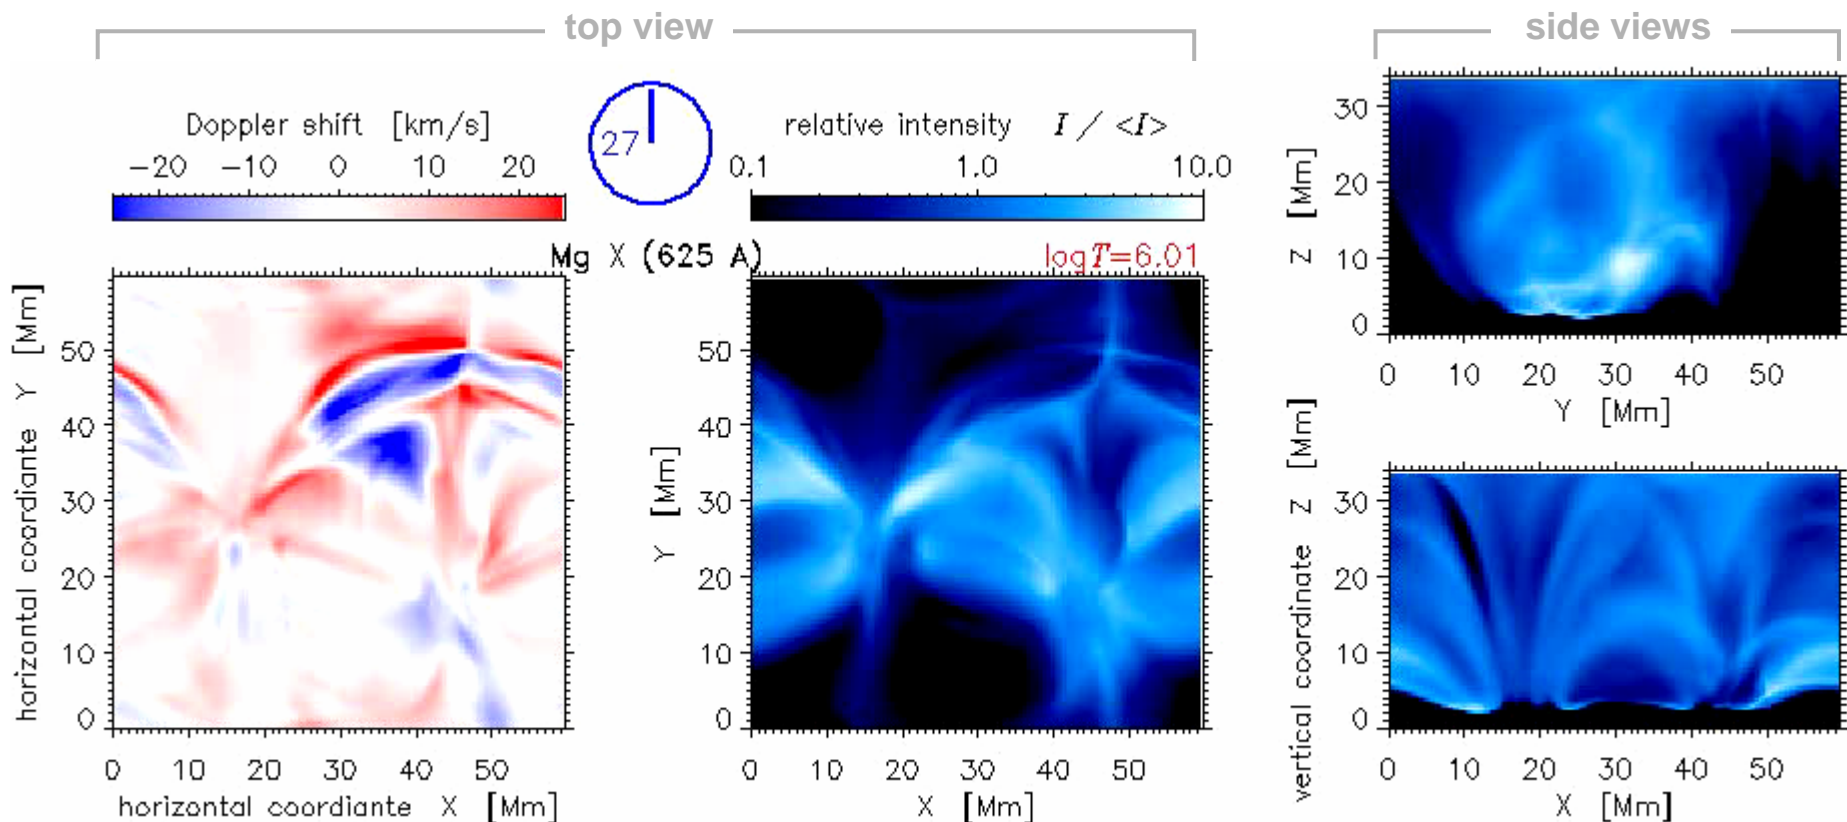 top view
side views
Doppler shift [km/s]
−20 −10 0 10 20
27
relative intensity I / <I>
0.1 1.0 10.0
Mg X (625 A)
logT=6.01
horizontal coordiante Y [Mm]
50
40
30
20
10
0
0 10 20 30 40 50
horizontal coordiante X [Mm]
Y [Mm]
50
40
30
20
10
0
0 10 20 30 40 50
X [Mm]
Z [Mm]
30
20
10
0
0 10 20 30 40 50
Y [Mm]
vertical coordinate Z [Mm]
30
20
10
0
0 10 20 30 40 50
X [Mm]